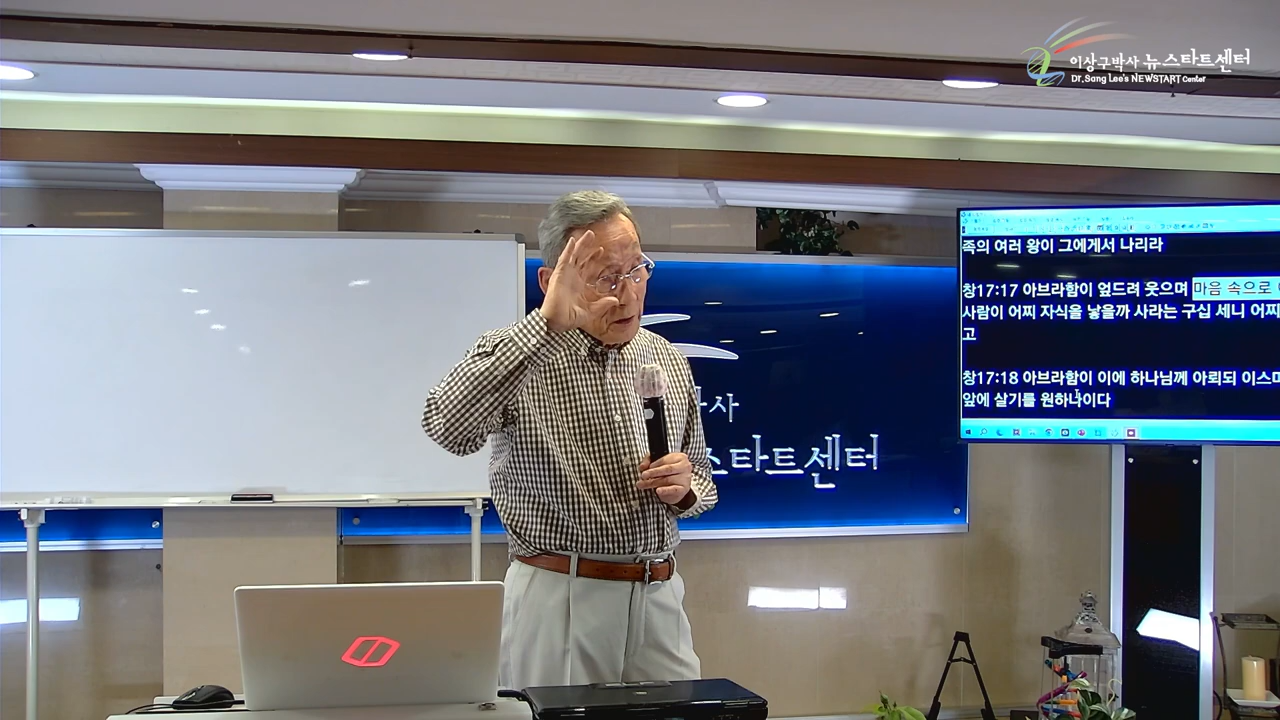 이상구박사 뉴스타트센터
Dr.Sang Lee's NEWSTART Center
족의 여러 왕이 그에게서 나리라
창17:17 아브라함이 엎드려 웃으며 마음 속으로
사람이 어찌 자식을 낳을까 사라는 구십 세니 어찌
고
창17:18 아브라함이 이에 하나님께 아뢰되
앞에 살기를 원하나이다
사
스타트센터